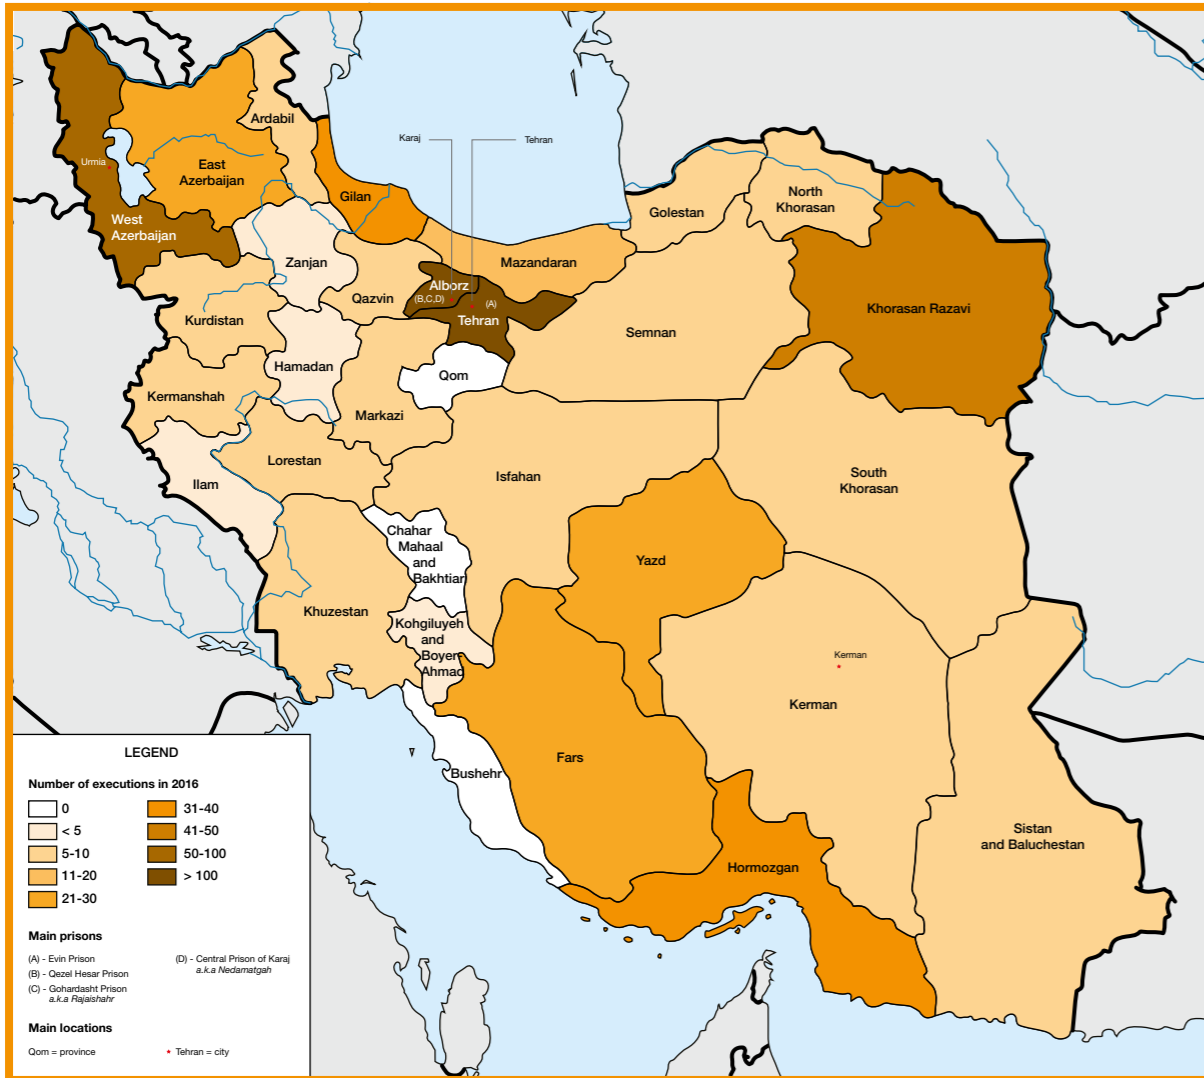 Karaj
Tehran
Ardabil
Urmia
East
Azerbaijan
Gilan
West
Azerbaijan
Golestan
North
Khorasan
Zanjan
Mazandaran
Qazvin
Alborz
(B,C,D)
(A)
Tehran
Khorasan Razavi
Kurdistan
Semnan
Hamadan
Qom
Kermanshah
Markazi
Lorestan
Isfahan
South
Khorasan
Ilam
Chahar
Mahaal
and
Bakhtiari
Yazd
Khuzestan
Kohgiluyeh
and
Boyer-
Ahmad
Kerman
Kerman
Fars
Bushehr
Sistan
and Baluchestan
Hormozgan
LEGEND
Number of executions in 2016
0
< 5
5-10
11-20
21-30
31-40
41-50
50-100
> 100
Main prisons
(A) - Evin Prison
(B) - Qezel Hesar Prison
(C) - Gohardasht Prison
a.k.a Rajaishahr
(D) - Central Prison of Karaj
a.k.a Nedamatgah
Main locations
Qom = province
Tehran = city